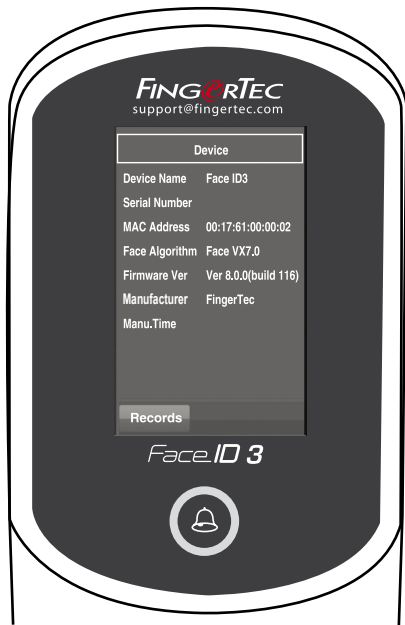 FINGERTEC
support@fingertec.com
Device
Device Name Face ID3
Serial Number
MAC Address 00:17:61:00:00:02
Face Algorithm Face VX7.0
Firmware Ver Ver 8.0.0(build 116)
Manufacturer FingerTec
Manu.Time
Records
Face ID 3